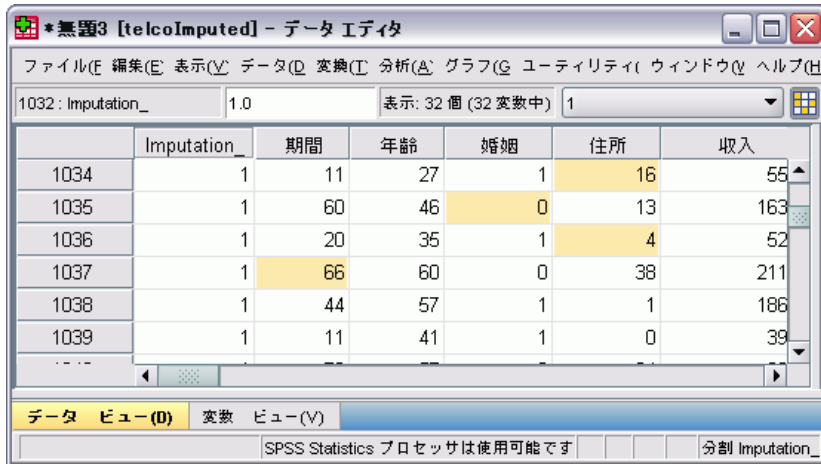 *無題3 [telcoImputed] - データ エディタ
ファイル(F 編集(E) 表示(V) データ(D 変換(T) 分析(A) グラフ(G ユーティリティ( ウィンドウ(W ヘルプ(H
1032 : Imputation_ 1.0 表示: 32 個 (32 変数中) 1
Imputation_ 期間 年齢 婚姻 住所 収入
1034 1 11 27 1 16 55
1035 1 60 46 0 13 163
1036 1 20 35 1 4 52
1037 1 66 60 0 38 211
1038 1 44 57 1 1 186
1039 1 11 41 1 0 39
データ ビュー(D) 変数 ビュー(V)
SPSS Statistics プロセッサは使用可能です 分割 Imputation_